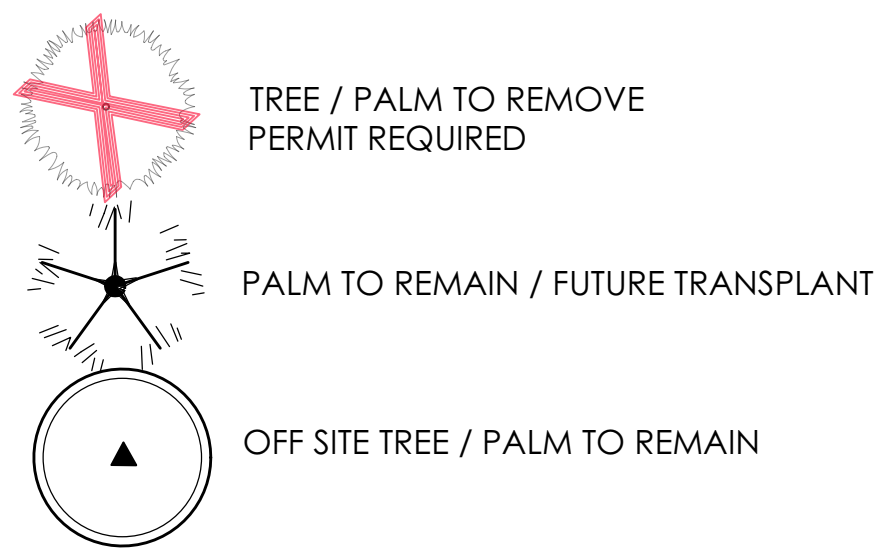 TREE / PALM TO REMOVE
PERMIT REQUIRED
PALM TO REMAIN / FUTURE TRANSPLANT
OFF SITE TREE / PALM TO REMAIN